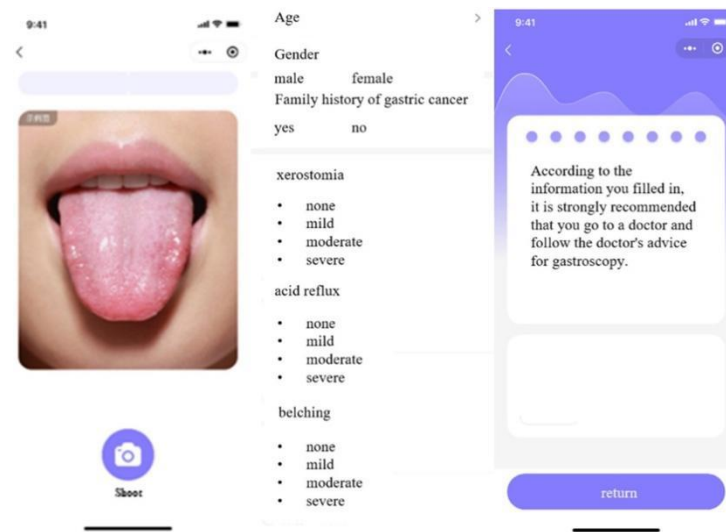 9:41
Shoot
Age
Gender
male female
Family history of gastric cancer
yes no
xerostomia
• none
• mild
• moderate
• severe
acid reflux
• none
• mild
• moderate
• severe
belching
• none
• mild
• moderate
• severe
9:41
According to the
information you filled in,
it is strongly recommended
that you go to a doctor and
follow the doctor's advice
for gastroscopy.
return